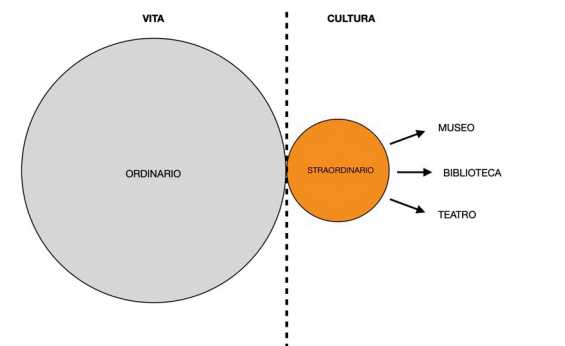 VITA
CULTURA
ORDINARIO
STRAORDINARIO
MUSEO
BIBLIOTECA
TEATRO